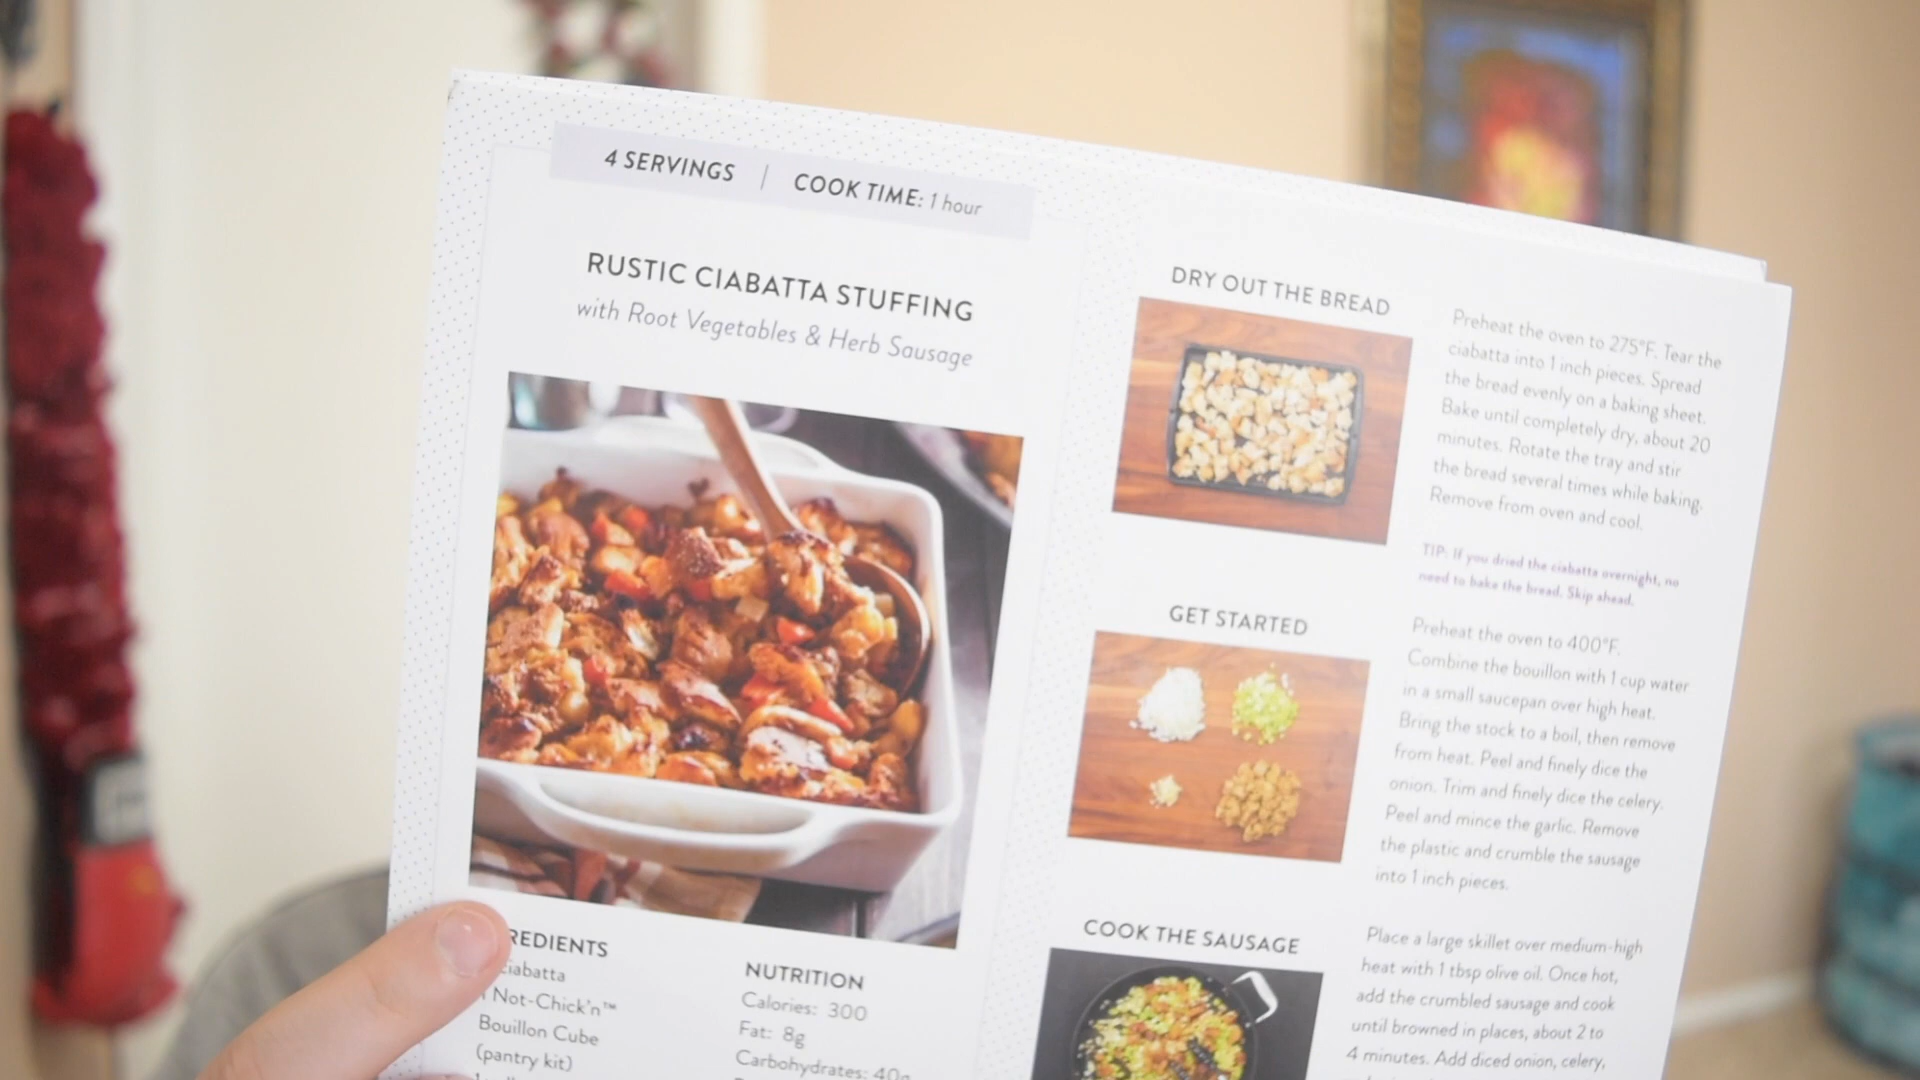 4 SERVINGS | COOK TIME: 1 hour
RUSTIC CIABATTA STUFFING
with Root Vegetables & Herb Sausage
REDIENTS
ciabatta
Not-Chick'n™
Bouillon Cube
(pantry kit)
NUTRITION
Calories: 300
Fat: 8g
Carbohydrates: 40g
DRY OUT THE BREAD
Preheat the oven to 275°F. Tear the
ciabatta into 1 inch pieces. Spread
the bread evenly on a baking sheet.
Bake until completely dry, about 20
minutes. Rotate the tray and stir
the bread several times while baking.
Remove from oven and cool.
TIP: If you dried the ciabatta overnight, no
need to bake the bread. Skip ahead.
GET STARTED
Preheat the oven to 400°F.
Combine the bouillon with 1 cup water
in a small saucepan over high heat.
Bring the stock to a boil, then remove
from heat. Peel and finely dice the
onion. Trim and finely dice the celery.
Peel and mince the garlic. Remove
the plastic and crumble the sausage
into 1 inch pieces.
COOK THE SAUSAGE
Place a large skillet over medium-high
heat with 1 tbsp olive oil. Once hot,
add the crumbled sausage and cook
until browned in places, about 2 to
4 minutes. Add diced onion, celery,